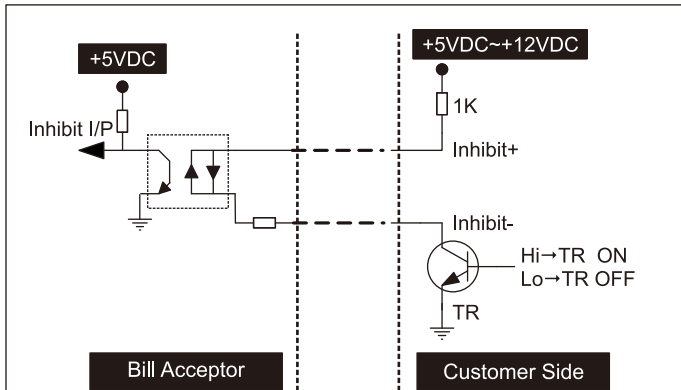 +5VDC
+5VDC~+12VDC
Inhibit I/P
1K
Inhibit+
Inhibit-
Hi→TR ON
Lo→TR OFF
TR
Bill Acceptor
Customer Side